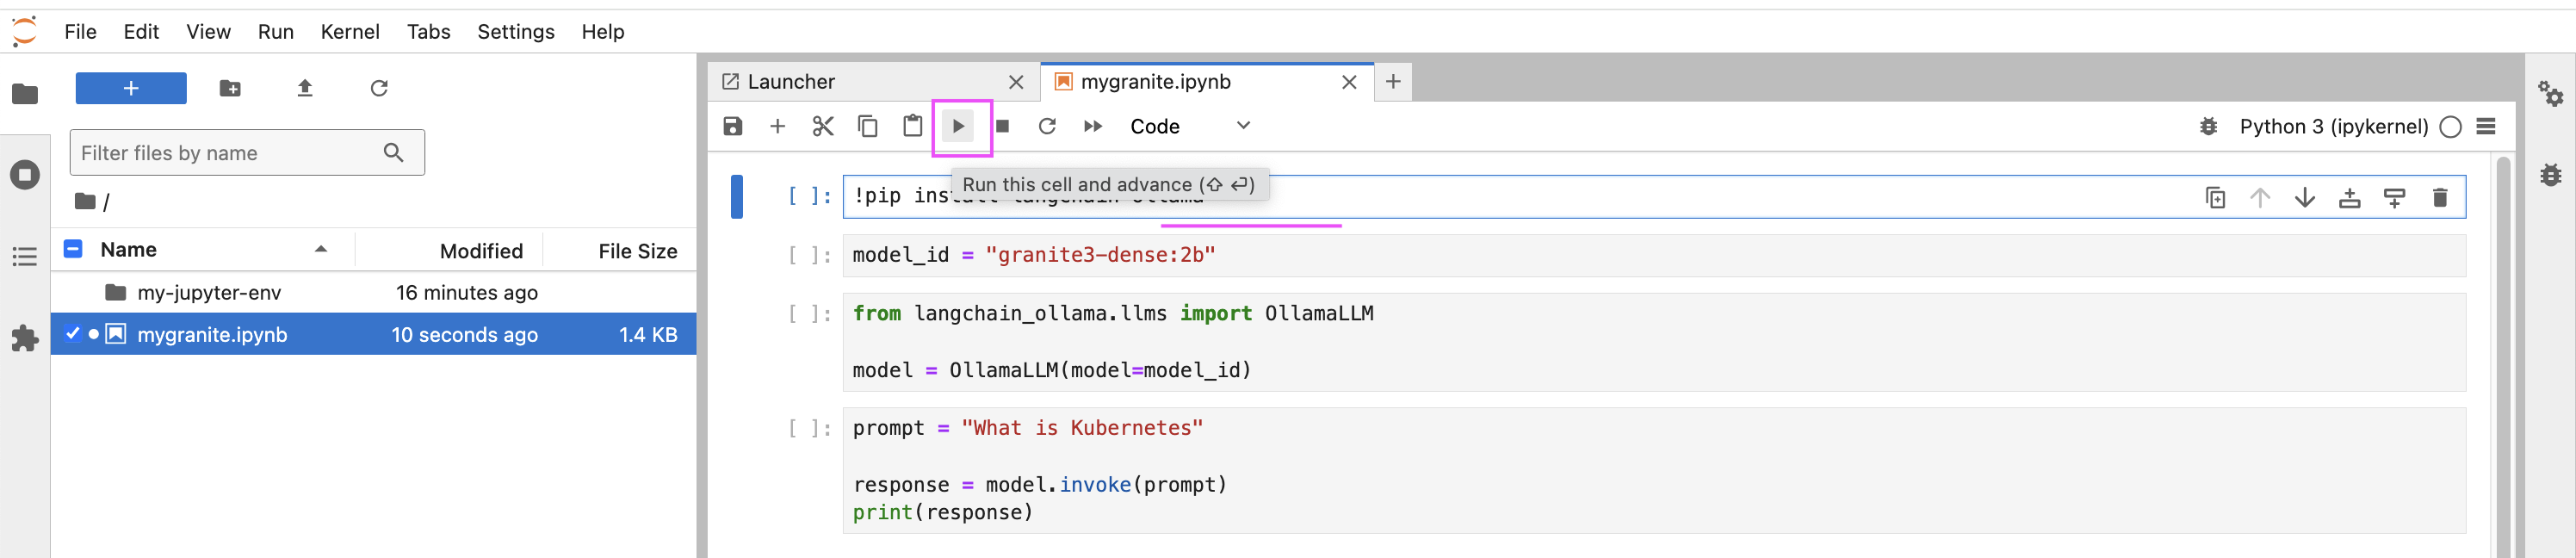 File Edit View Run Kernel Tabs Settings Help
Filter files by name
/
Name Modified File Size
my-jupyter-env 16 minutes ago
mygranite.ipynb 10 seconds ago 1.4 KB
Launcher mygranite.ipynb
Code Python 3 (ipykernel)
Run this cell and advance (⇧ ⏎)
[ ]: !pip install langchain-ollama
[ ]: model_id = "granite3-dense:2b"
[ ]: from langchain_ollama.llms import OllamaLLM
model = OllamaLLM(model=model_id)
[ ]: prompt = "What is Kubernetes"
response = model.invoke(prompt)
print(response)